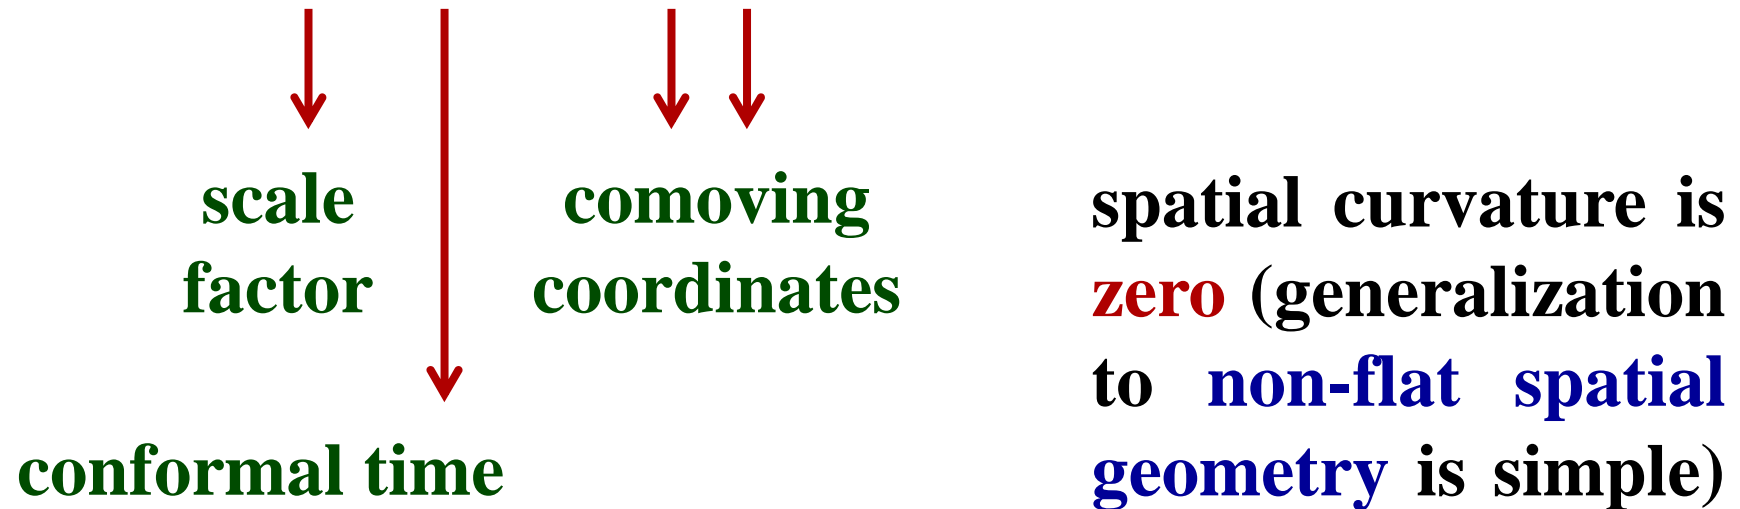 scale
factor
comoving
coordinates
conformal time
spatial curvature is
zero (generalization
to non-flat spatial
geometry is simple)